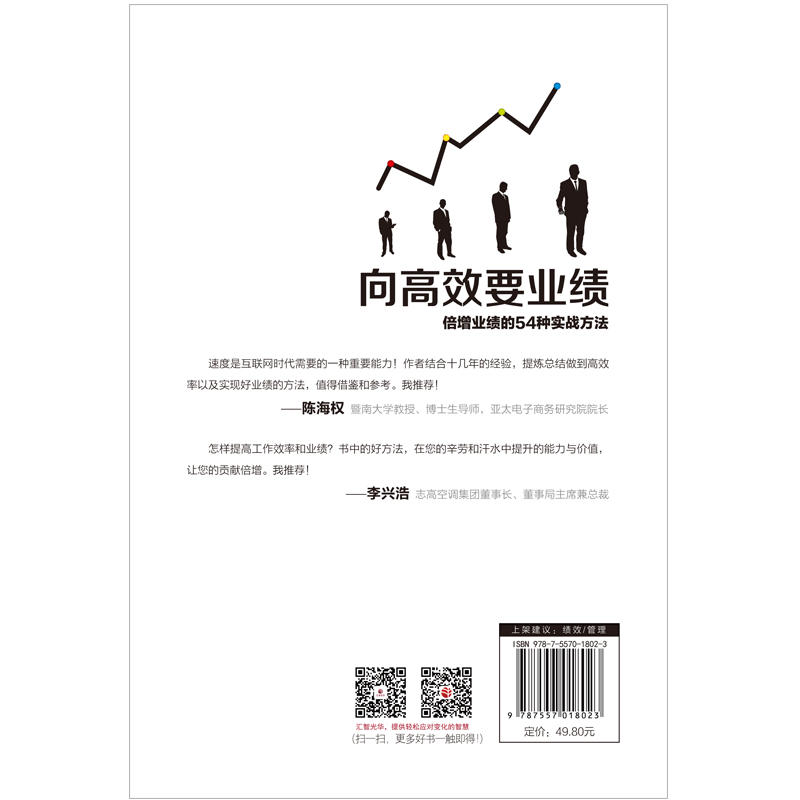 向高效要业绩
倍增业绩的54种实战方法
速度是互联网时代需要的一种重要能力！作者结合十几年的经验，提炼总结做到高效
率以及实现好业绩的方法，值得借鉴和参考。我推荐！
——陈海权 暨南大学教授、博士生导师、亚太电子商务研究院院长
怎样提高工作效率和业绩？书中的好方法，在您的辛劳和汗水中提升的能力与价值，
让您的贡献倍增。我推荐！
——李兴浩 志高空调集团董事长、董事局主席兼总裁
上架建议：绩效/管理
ISBN 978-7-5570-1802-3
9 787557 018023
定价：49.80元
汇智光华，提供轻松应对变化的智慧
(扫一扫，更多好书一触即得！)